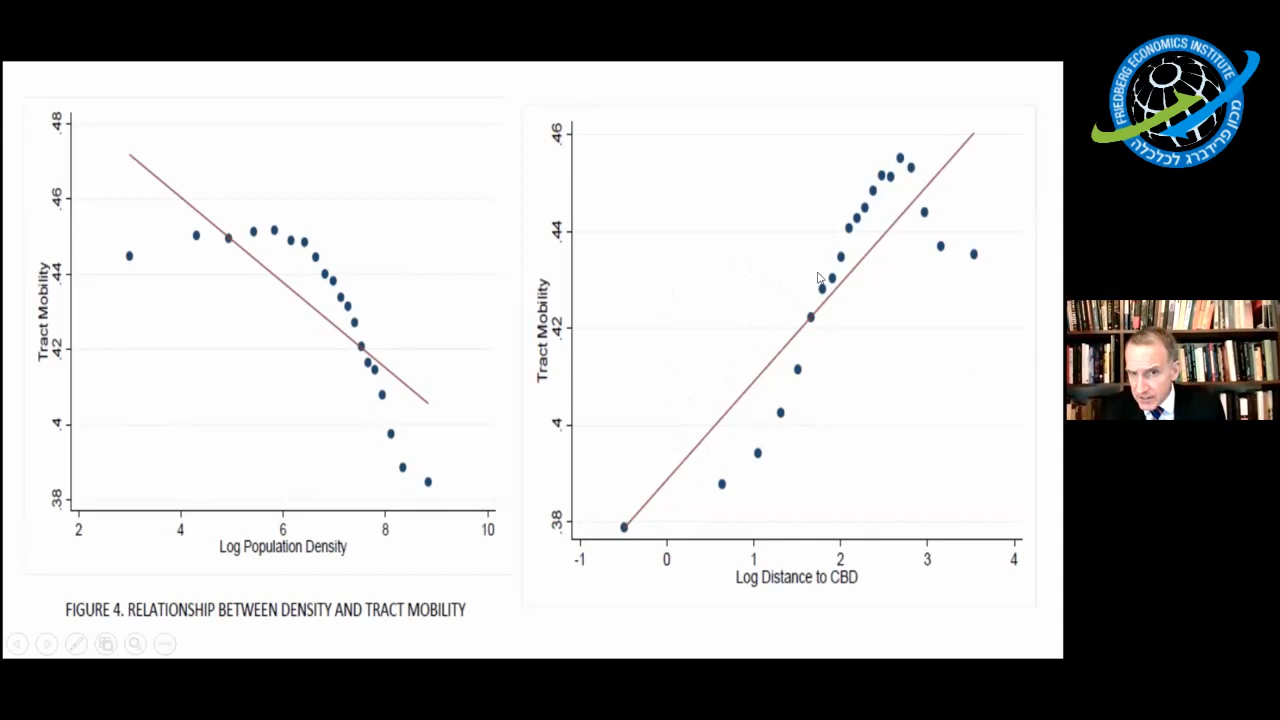 .48
.46
.44
.42
.4
.38
Tract Mobility
2 4 6 8 10
Log Population Density
.46
.44
.42
.4
.38
Tract Mobility
-1 0 1 2 3 4
Log Distance to CBD
FIGURE 4. RELATIONSHIP BETWEEN DENSITY AND TRACT MOBILITY
FRIEDBERG ECONOMICS INSTITUTE
מכון פרידברג לכלכלה